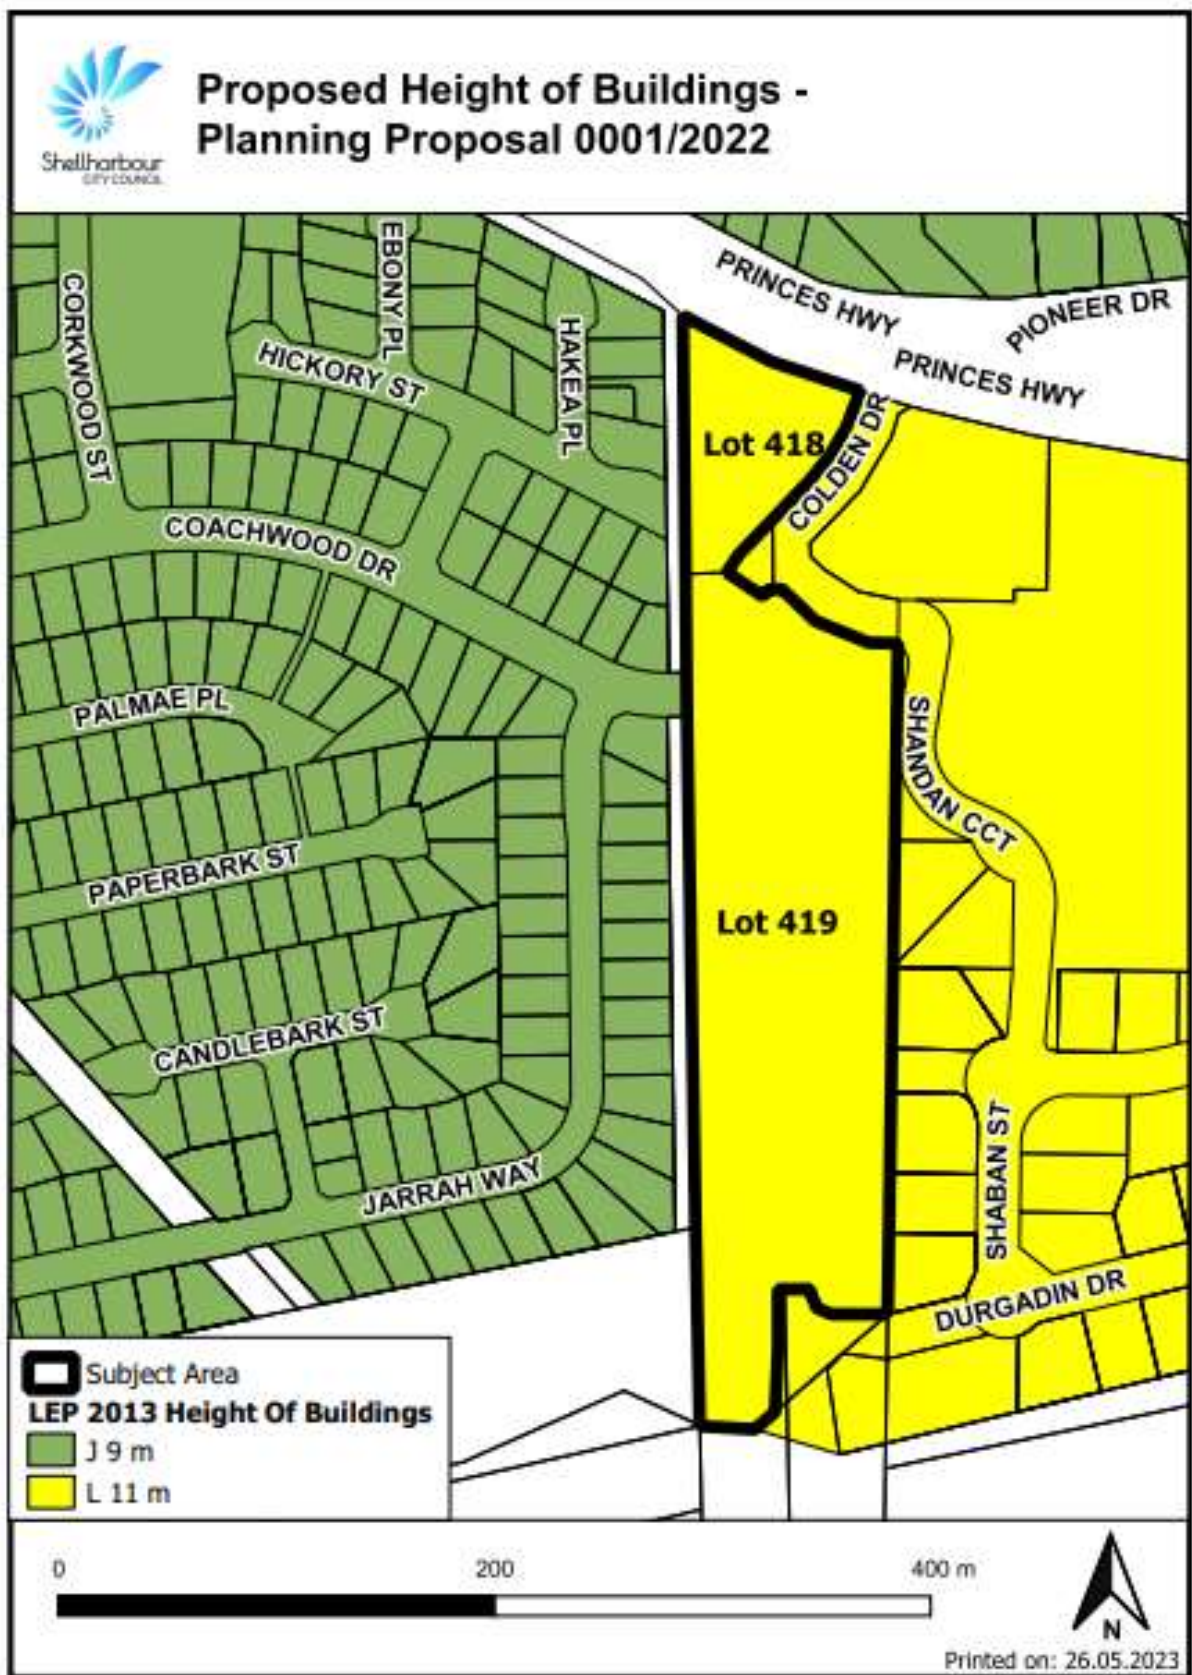 Shellharbour
CITY COUNCIL
Proposed Height of Buildings -
Planning Proposal 0001/2022
CORKWOOD ST
EBONY PL
HICKORY ST
HAKEA PL
PRINCES HWY
PIONEER DR
PRINCES HWY
Lot 418
COLDEN DR
COACHWOOD DR
PALMAE PL
SHANDAN CCT
PAPERBARK ST
Lot 419
CANDLEBARK ST
SHABAN ST
JARRAH WAY
DURGADIN DR
Subject Area
LEP 2013 Height Of Buildings
J 9 m
L 11 m
0
200
400 m
N
Printed on: 26.05.2023